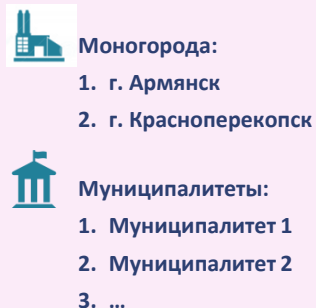 Моногорода:
1. г. Армянск
2. г. Красноперекопск
Муниципалитеты:
1. Муниципалитет 1
2. Муниципалитет 2
3. …